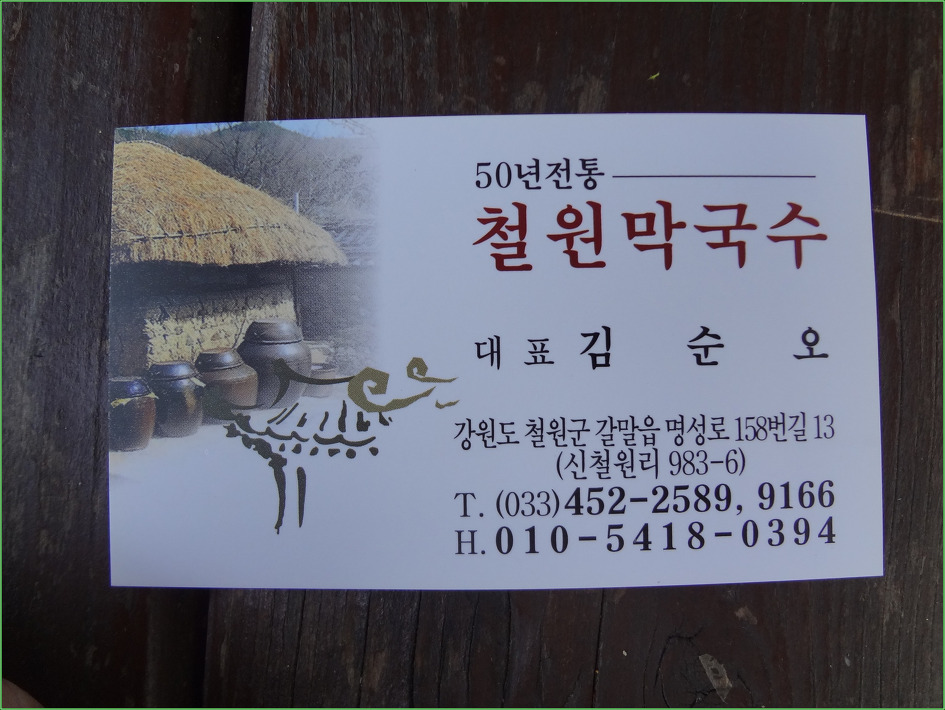 50년전통
철원막국수
대 표 김 순 오
강원도 철원군 갈말읍 명성로 158번길 13
(신철원리 983-6)
T. (033)452-2589, 9166
H. 010-5418-0394